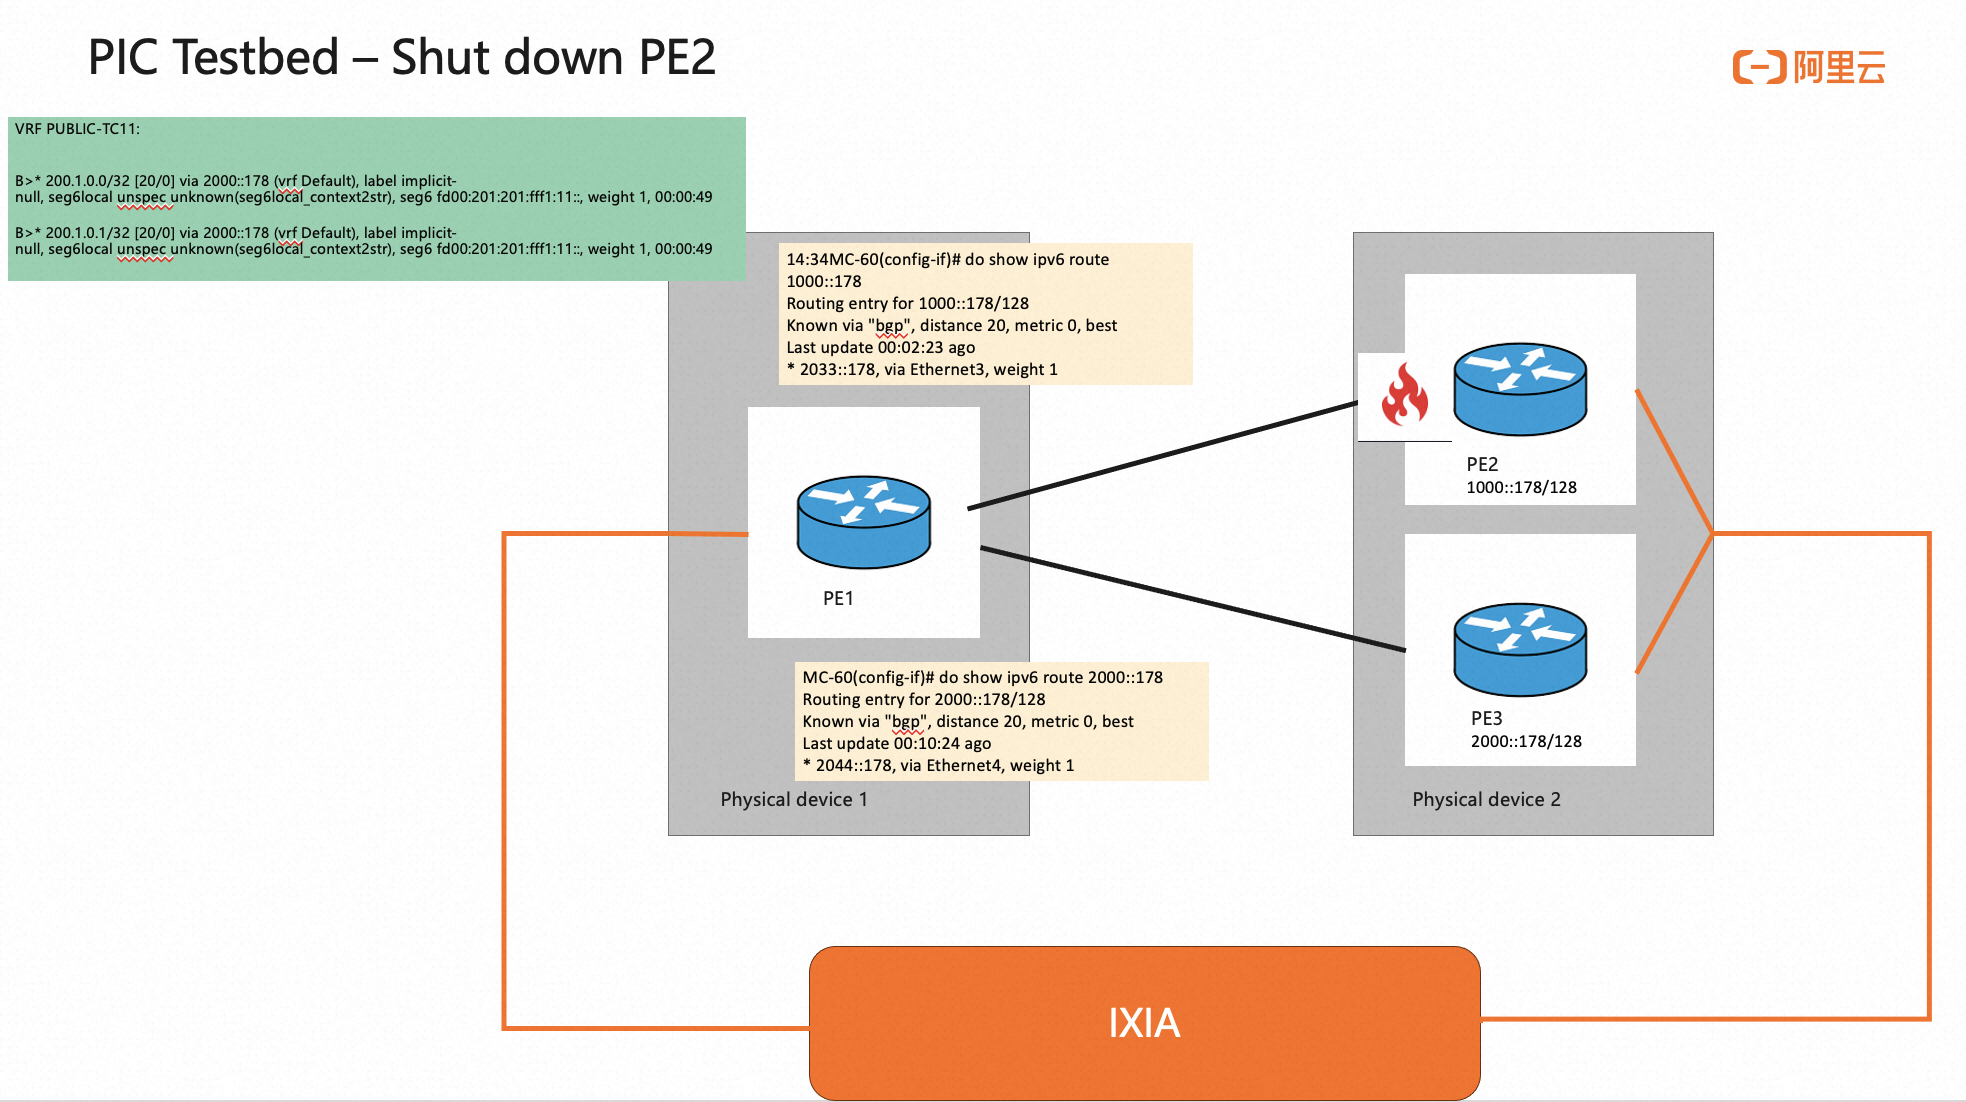 PIC Testbed – Shut down PE2
阿里云
VRF PUBLIC-TC11:
B>* 200.1.0.0/32 [20/0] via 2000::178 (vrf Default), label implicit-
null, seg6local unspec unknown(seg6local_context2str), seg6 fd00:201:201:fff1:11::, weight 1, 00:00:49
B>* 200.1.0.1/32 [20/0] via 2000::178 (vrf Default), label implicit-
null, seg6local unspec unknown(seg6local_context2str), seg6 fd00:201:201:fff1:11::, weight 1, 00:00:49
14:34MC-60(config-if)# do show ipv6 route
1000::178
Routing entry for 1000::178/128
Known via "bgp", distance 20, metric 0, best
Last update 00:02:23 ago
* 2033::178, via Ethernet3, weight 1
PE2
1000::178/128
PE1
MC-60(config-if)# do show ipv6 route 2000::178
Routing entry for 2000::178/128
Known via "bgp", distance 20, metric 0, best
Last update 00:10:24 ago
* 2044::178, via Ethernet4, weight 1
PE3
2000::178/128
Physical device 1
Physical device 2
IXIA